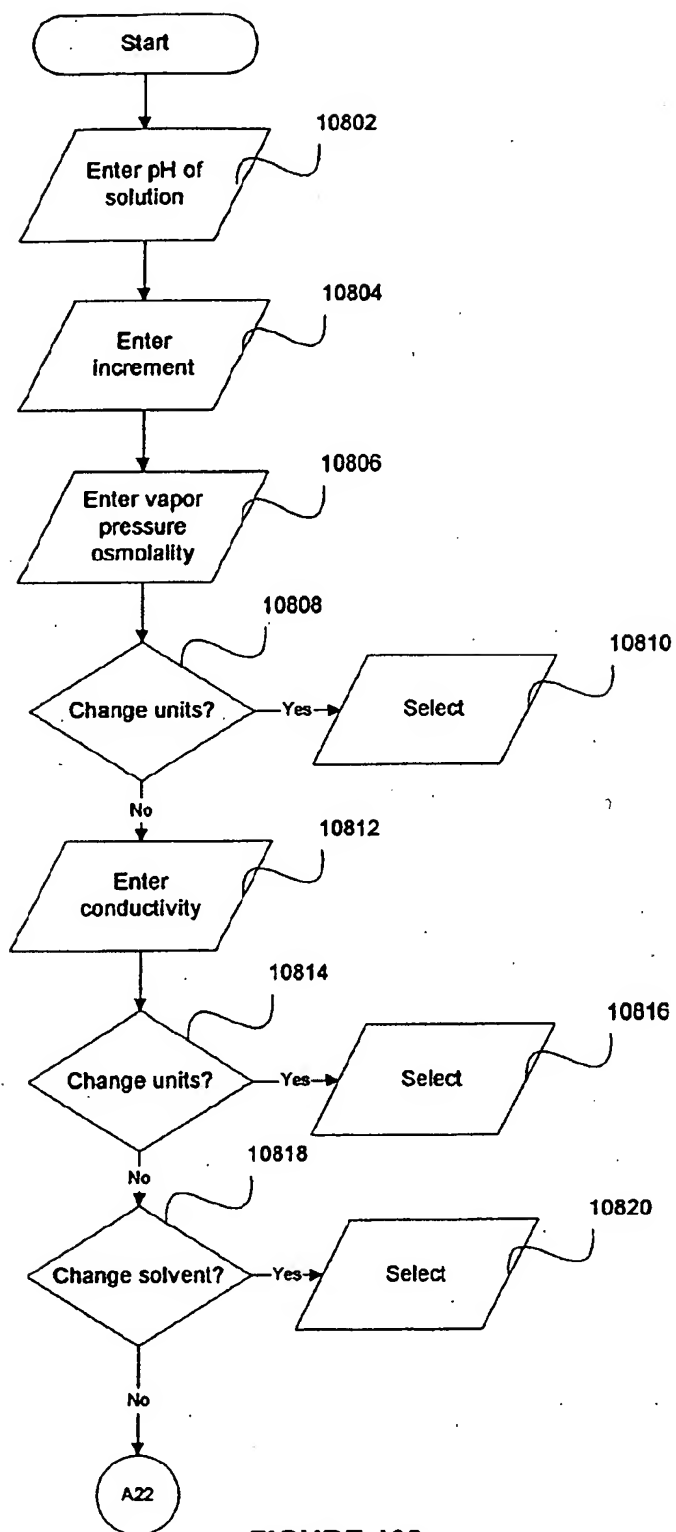 Start
10802
Enter pH of
solution
10804
Enter
increment
10806
Enter vapor
pressure
osmolality
10808
10810
Change units?
Yes
Select
No
10812
Enter
conductivity
10814
10816
Change units?
Yes
Select
No
10818
10820
Change solvent?
Yes
Select
No
A22